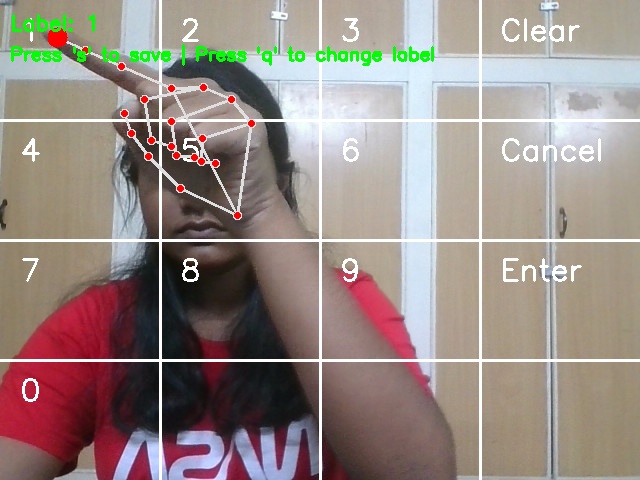 Label: 1
1 2 3 Clear
Press 's' to save | Press 'q' to change label
4 5 6 Cancel
7 8 9 Enter
0
NASA